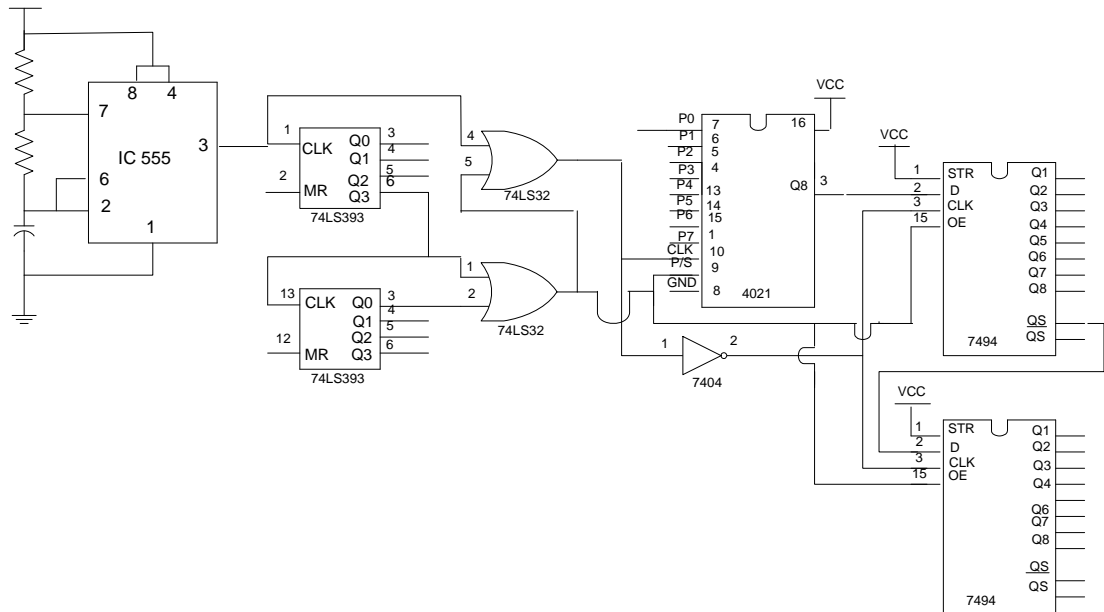 8
4
7
3
IC 555
6
2
1
1
CLK
Q0
3
Q1
4
Q2
5
2
MR
Q3
6
74LS393
4
5
74LS32
13
CLK
Q0
3
Q1
4
Q2
5
12
MR
Q3
6
74LS393
1
2
74LS32
VCC
P0
7
16
P1
6
P2
5
P3
4
P4
13
Q8
3
P5
14
P6
15
P7
1
CLK
10
P/S
9
GND
8
4021
1
2
7404
VCC
1
STR
Q1
2
D
Q2
3
CLK
Q3
15
OE
Q4
Q5
Q6
Q7
Q8
QS
QS
7494
VCC
1
STR
Q1
2
D
Q2
3
CLK
Q3
15
OE
Q4
Q6
Q7
Q8
QS
QS
7494